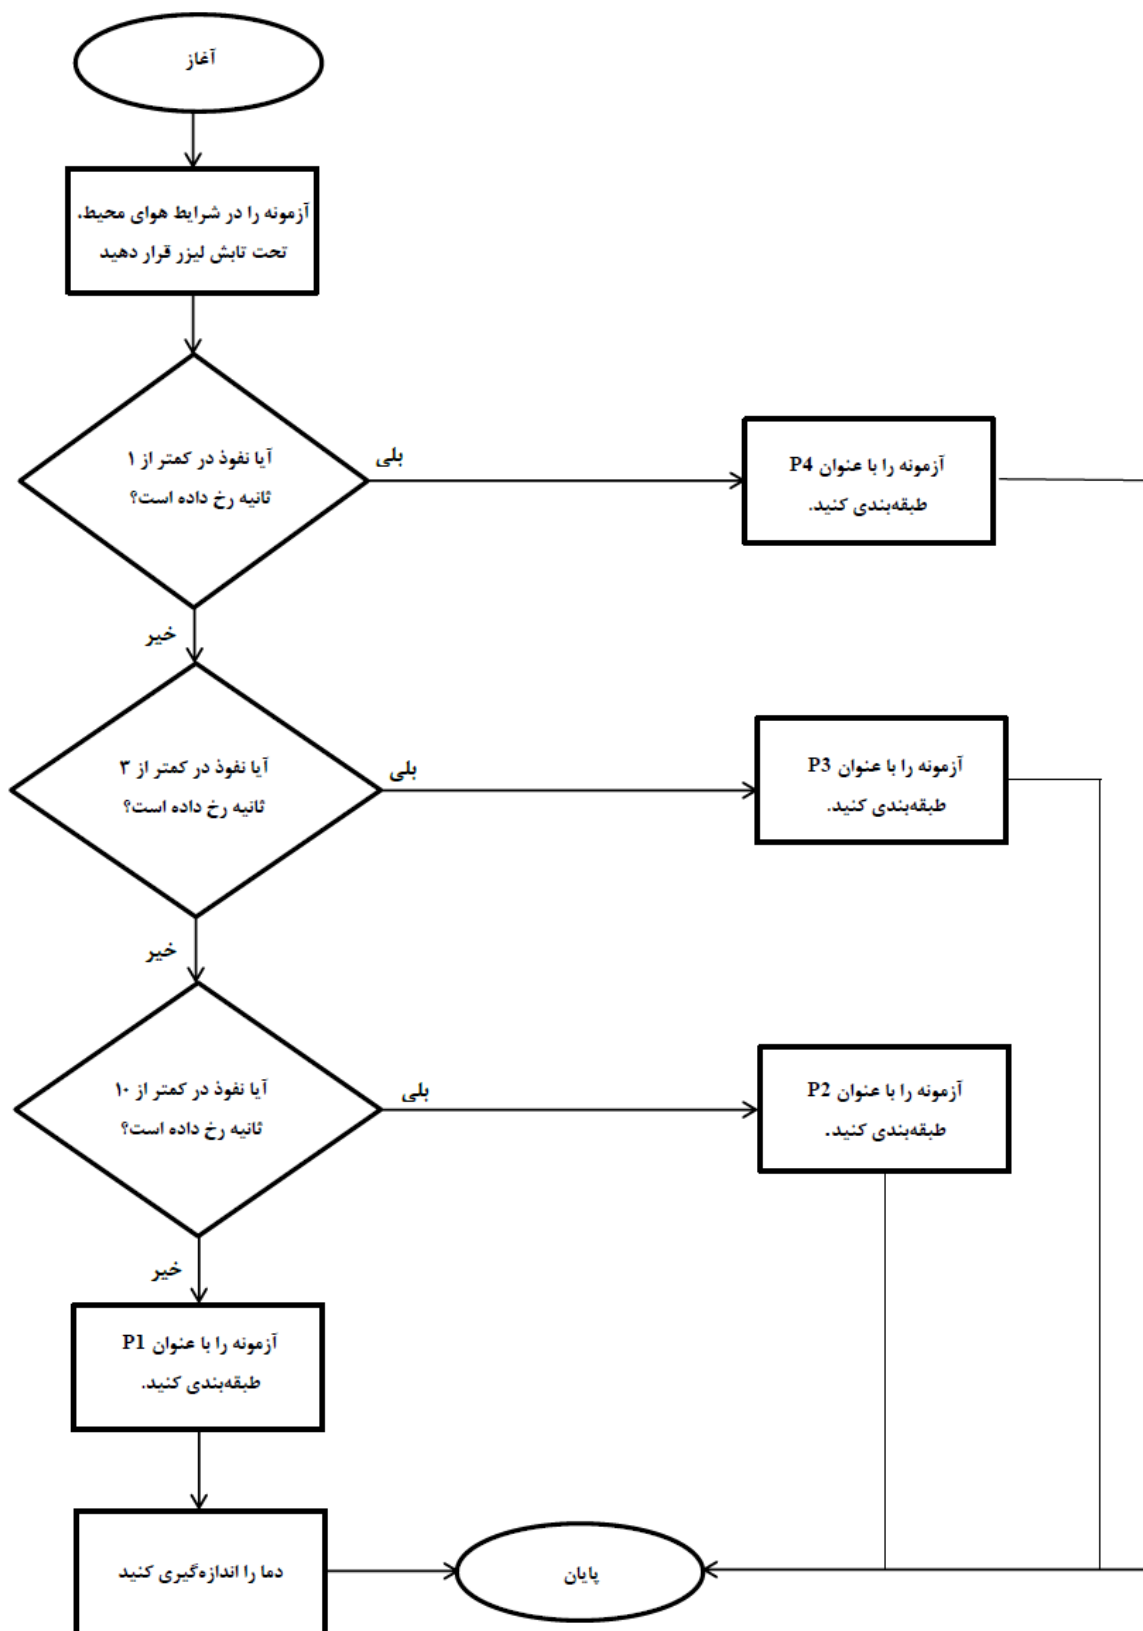 آغاز
آزمونه را در شرایط هوای محیط،
تحت تابش لیزر قرار دهید
آیا نفوذ در کمتر از ۱
ثانیه رخ داده است؟
بلی
آزمونه را با عنوان P4
طبقه‌بندی کنید.
خیر
آیا نفوذ در کمتر از ۳
ثانیه رخ داده است؟
بلی
آزمونه را با عنوان P3
طبقه‌بندی کنید.
خیر
آیا نفوذ در کمتر از ۱۰
ثانیه رخ داده است؟
بلی
آزمونه را با عنوان P2
طبقه‌بندی کنید.
خیر
آزمونه را با عنوان P1
طبقه‌بندی کنید.
دما را اندازه‌گیری کنید
پایان